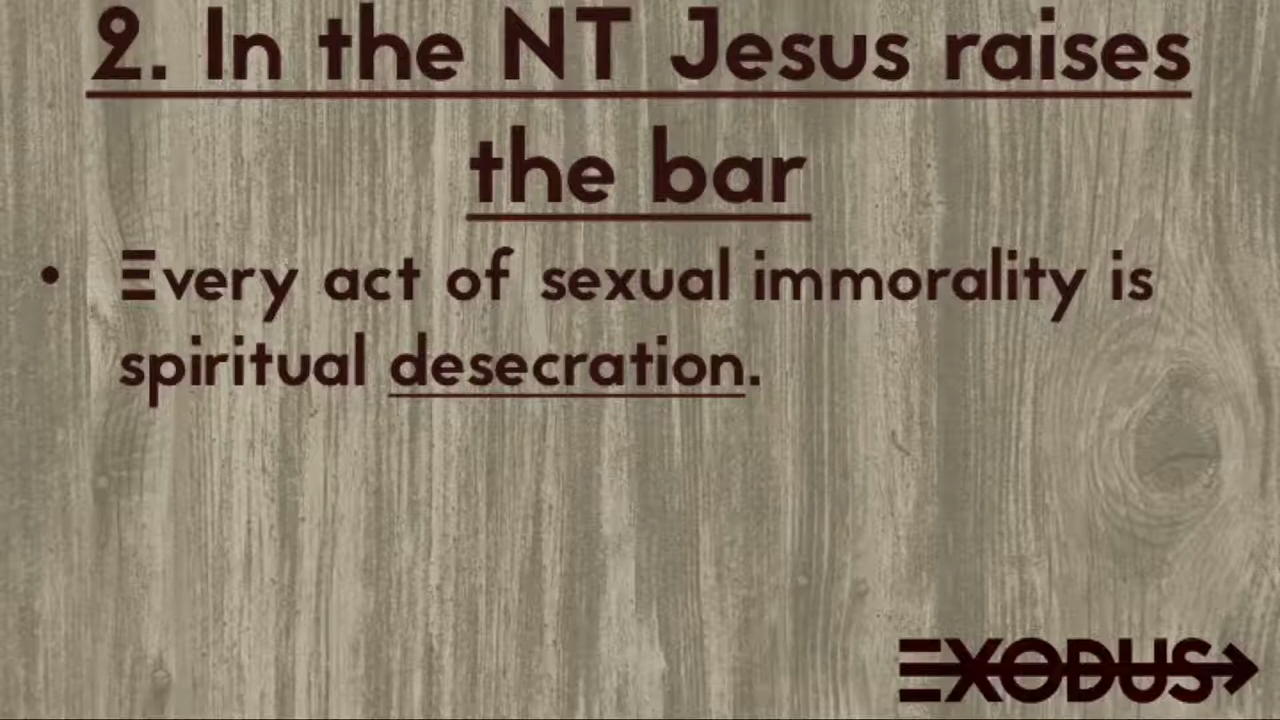 2. In the NT Jesus raises
the bar
• Every act of sexual immorality is
spiritual desecration.
EXODUS